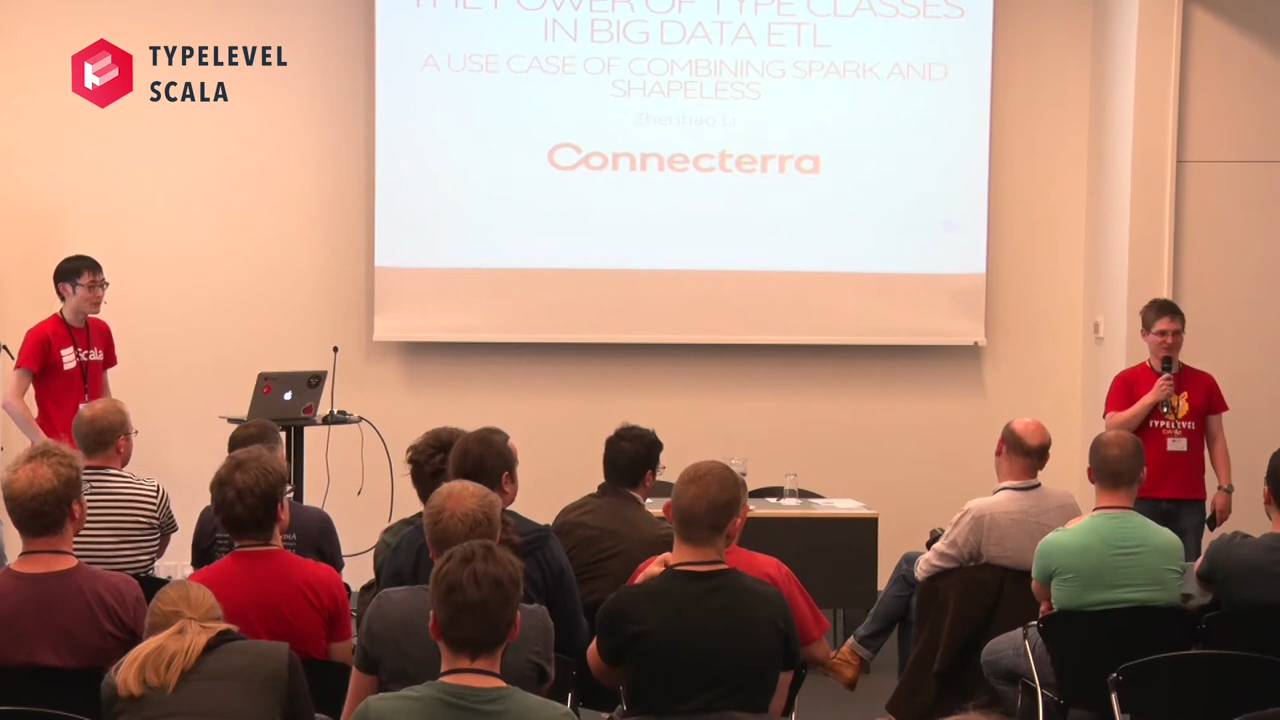 TYPELEVEL
SCALA
THE POWER OF TYPE CLASSES
IN BIG DATA ETL
A USE CASE OF COMBINING SPARK AND
SHAPELESS
Zhenhao Li
Connecterra
Scala
TYPELEVEL